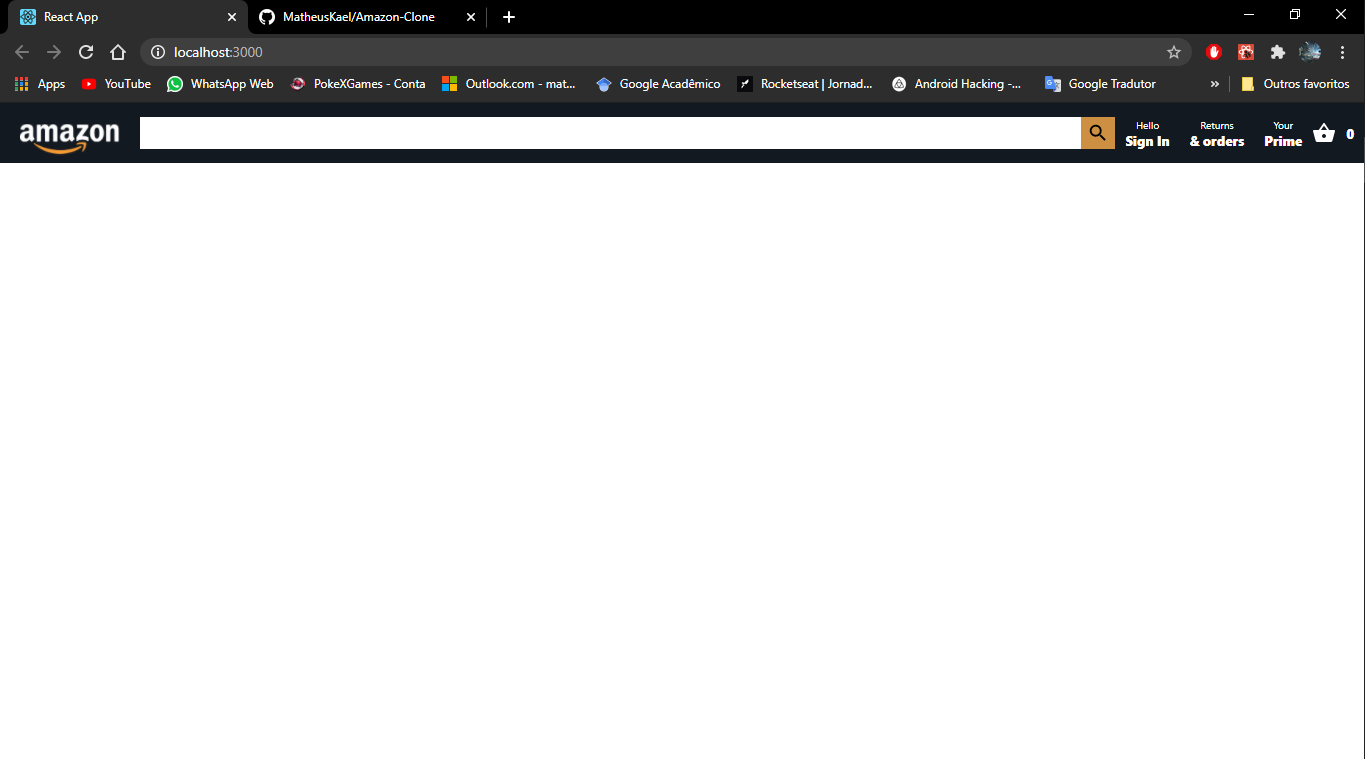 React App
MatheusKael/Amazon-Clone
localhost:3000
Apps
YouTube
WhatsApp Web
PokeXGames - Conta
Outlook.com - mat...
Google Acadêmico
Rocketseat | Jornad...
Android Hacking -...
Google Tradutor
»
Outros favoritos
amazon
Hello
Sign In
Returns
& orders
Your
Prime
0